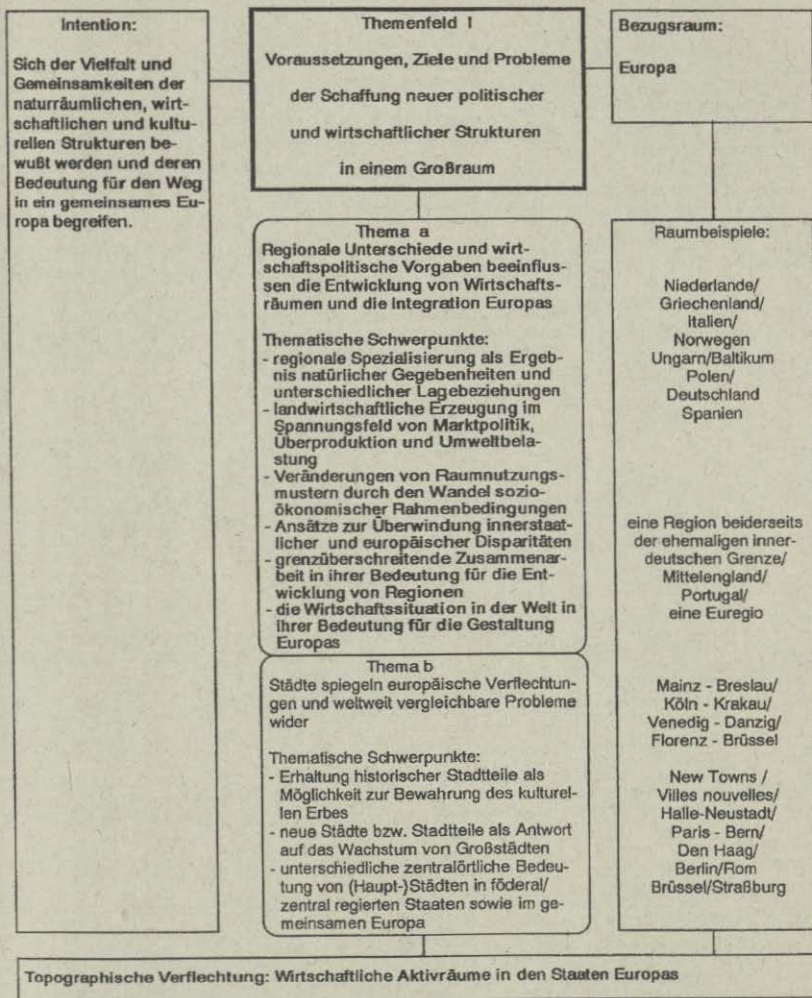 Intention:
Sich der Vielfalt und
Gemeinsamkeiten der
naturräumlichen, wirt-
schaftlichen und kultu-
rellen Strukturen be-
wußt werden und deren
Bedeutung für den Weg
in ein gemeinsames Eu-
ropa begreifen.
Themenfeld I
Voraussetzungen, Ziele und Probleme
der Schaffung neuer politischer
und wirtschaftlicher Strukturen
in einem Großraum
Bezugsraum:
Europa
Thema a
Regionale Unterschiede und wirt-
schaftspolitische Vorgaben beeinflus-
sen die Entwicklung von Wirtschafts-
räumen und die Integration Europas
Thematische Schwerpunkte:
- regionale Spezialisierung als Ergeb-
nis natürlicher Gegebenheiten und
unterschiedlicher Lagebeziehungen
- landwirtschaftliche Erzeugung im
Spannungsfeld von Marktpolitik,
Überproduktion und Umweltbela-
stung
- Veränderungen von Raumnutzungs-
mustern durch den Wandel sozio-
ökonomischer Rahmenbedingungen
- Ansätze zur Überwindung innerstaat-
licher und europäischer Disparitäten
- grenzüberschreitende Zusammenar-
beit in ihrer Bedeutung für die Ent-
wicklung von Regionen
- die Wirtschaftssituation in der Welt in
ihrer Bedeutung für die Gestaltung
Europas
Thema b
Städte spiegeln europäische Verflechtun-
gen und weltweit vergleichbare Probleme
wider
Thematische Schwerpunkte:
- Erhaltung historischer Stadtteile als
Möglichkeit zur Bewahrung des kulturel-
len Erbes
- neue Städte bzw. Stadtteile als Antwort
auf das Wachstum von Großstädten
- unterschiedliche zentralörtliche Bedeu-
tung von (Haupt-)Städten in föderal/
zentral regierten Staaten sowie im ge-
meinsamen Europa
Raumbeispiele:
Niederlande/
Griechenland/
Italien/
Norwegen
Ungarn/Baltikum
Polen/
Deutschland
Spanien
eine Region beiderseits
der ehemaligen inner-
deutschen Grenze/
Mittelengland/
Portugal/
eine Euregio
Mainz - Breslau/
Köln - Krakau/
Venedig - Danzig/
Florenz - Brüssel
New Towns /
Villes nouvelles/
Halle-Neustadt/
Paris - Bern/
Den Haag/
Berlin/Rom
Brüssel/Straßburg
Topographische Verflechtung: Wirtschaftliche Aktivräume in den Staaten Europas